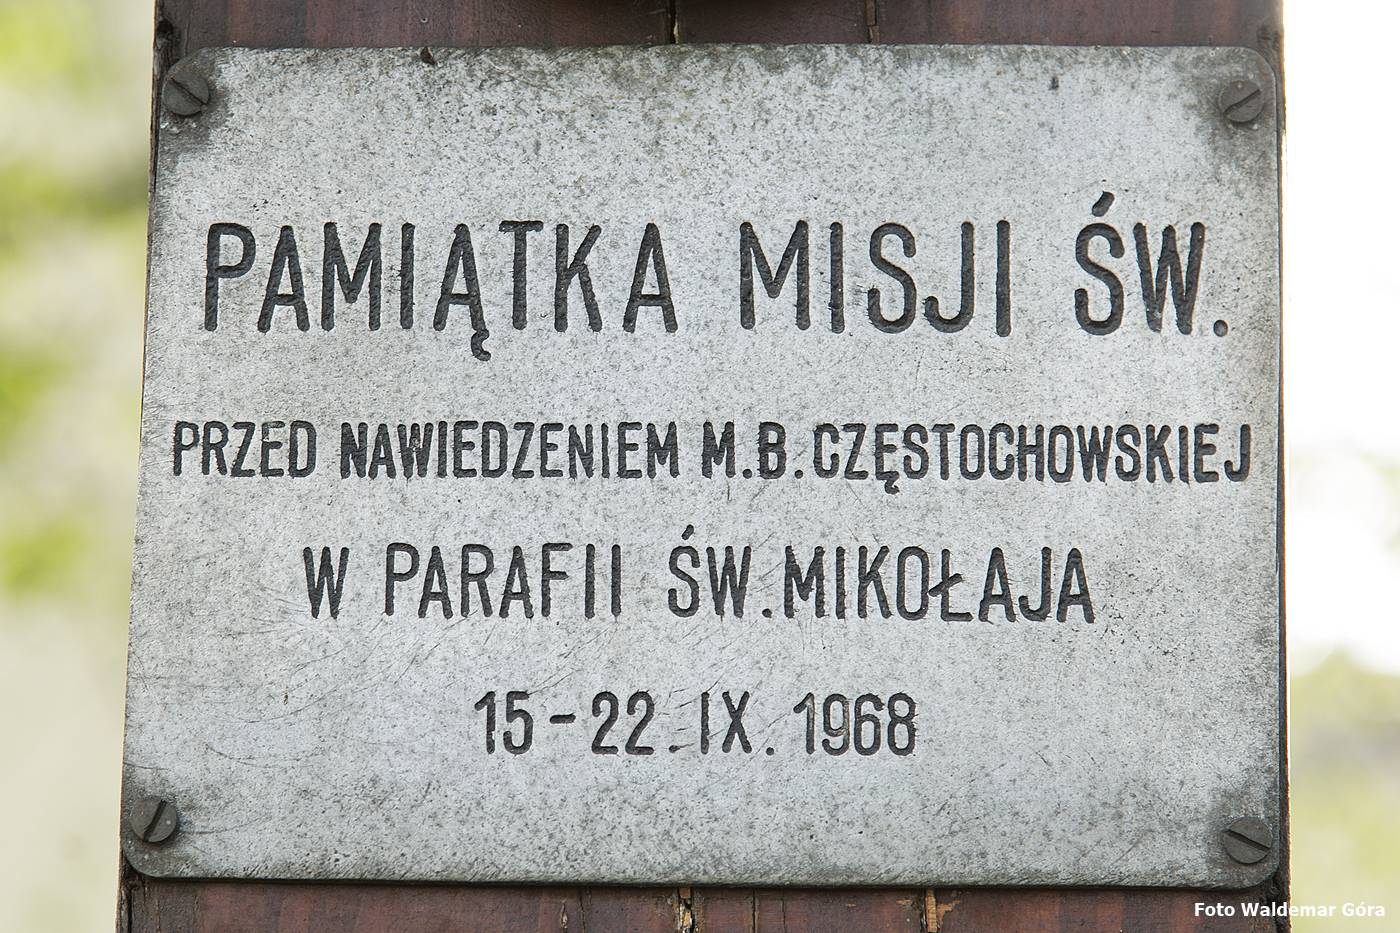 PAMIĄTKA MISJI ŚW.
PRZED NAWIEDZENIEM M.B.CZĘSTOCHOWSKIEJ
W PARAFII ŚW.MIKOŁAJA
15-22.IX.1968
Foto Waldemar Góra